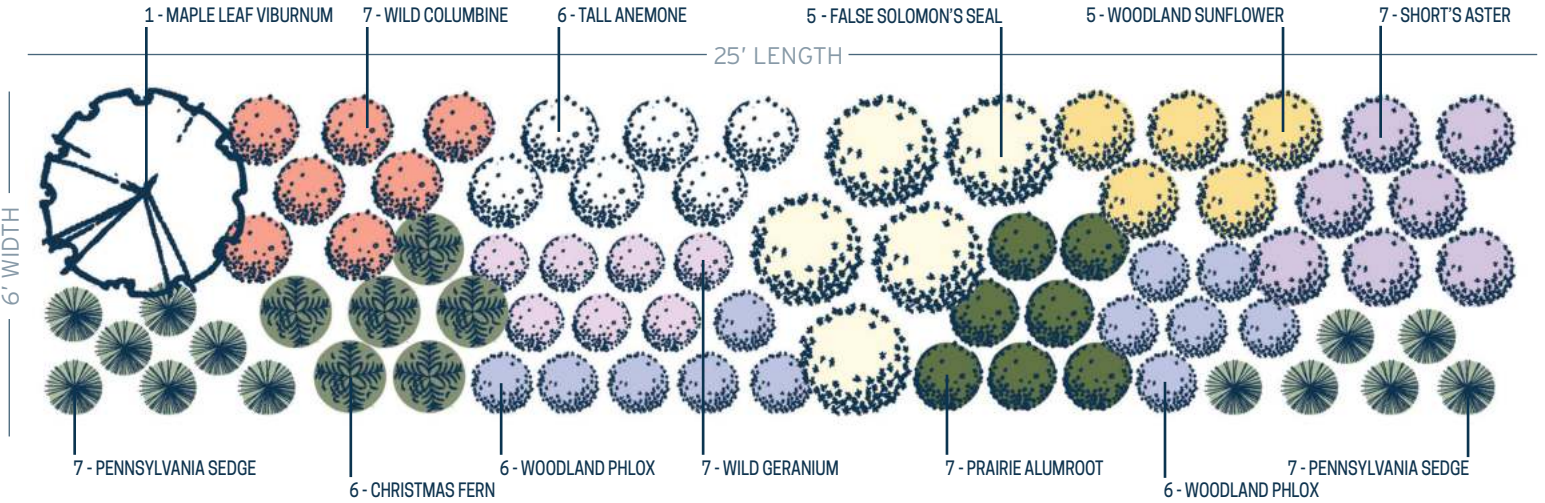 1 - MAPLE LEAF VIBURNUM
7 - WILD COLUMBINE
6 - TALL ANEMONE
5 - FALSE SOLOMON'S SEAL
5 - WOODLAND SUNFLOWER
7 - SHORT'S ASTER
25' LENGTH
6' WIDTH
7 - PENNSYLVANIA SEDGE
6 - CHRISTMAS FERN
6 - WOODLAND PHLOX
7 - WILD GERANIUM
7 - PRAIRIE ALUMROOT
6 - WOODLAND PHLOX
7 - PENNSYLVANIA SEDGE